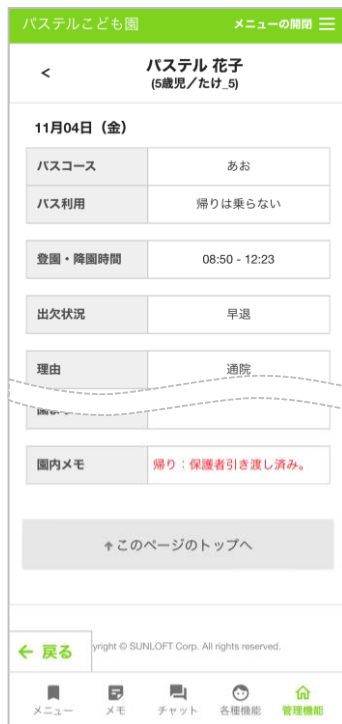 パステルこども園 メニューの開閉
<
パステル 花子
(5歳児／たけ_5)
11月04日（金）
バスコース あお
バス利用 帰りは乗らない
登園・降園時間 08:50 - 12:23
出欠状況 早退
理由 通院
園内メモ 帰り：保護者引き渡し済み。
↑このページのトップへ
← 戻る yright © SUNLOFT Corp. All rights reserved.
メニュー メモ チャット 各種機能 管理機能